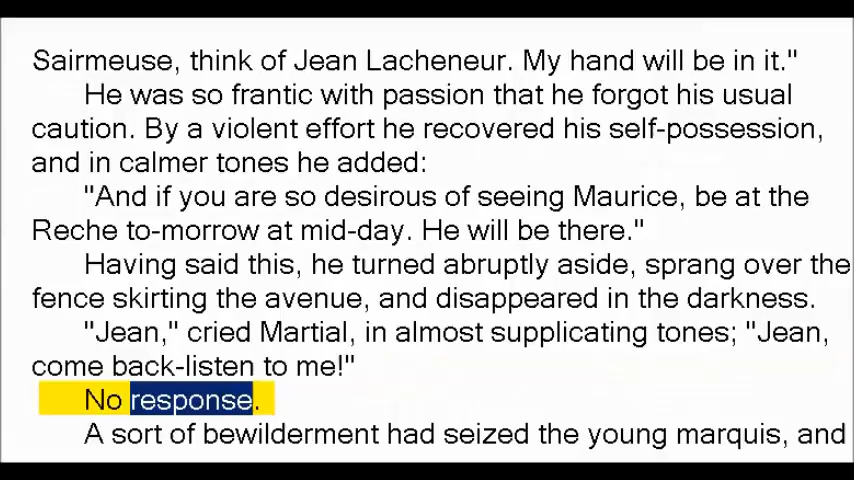 Sairmeuse, think of Jean Lacheneur. My hand will be in it."
He was so frantic with passion that he forgot his usual
caution. By a violent effort he recovered his self-possession,
and in calmer tones he added:
"And if you are so desirous of seeing Maurice, be at the
Reche to-morrow at mid-day. He will be there."
Having said this, he turned abruptly aside, sprang over the
fence skirting the avenue, and disappeared in the darkness.
"Jean," cried Martial, in almost supplicating tones; "Jean,
come back-listen to me!"
No response.
A sort of bewilderment had seized the young marquis, and